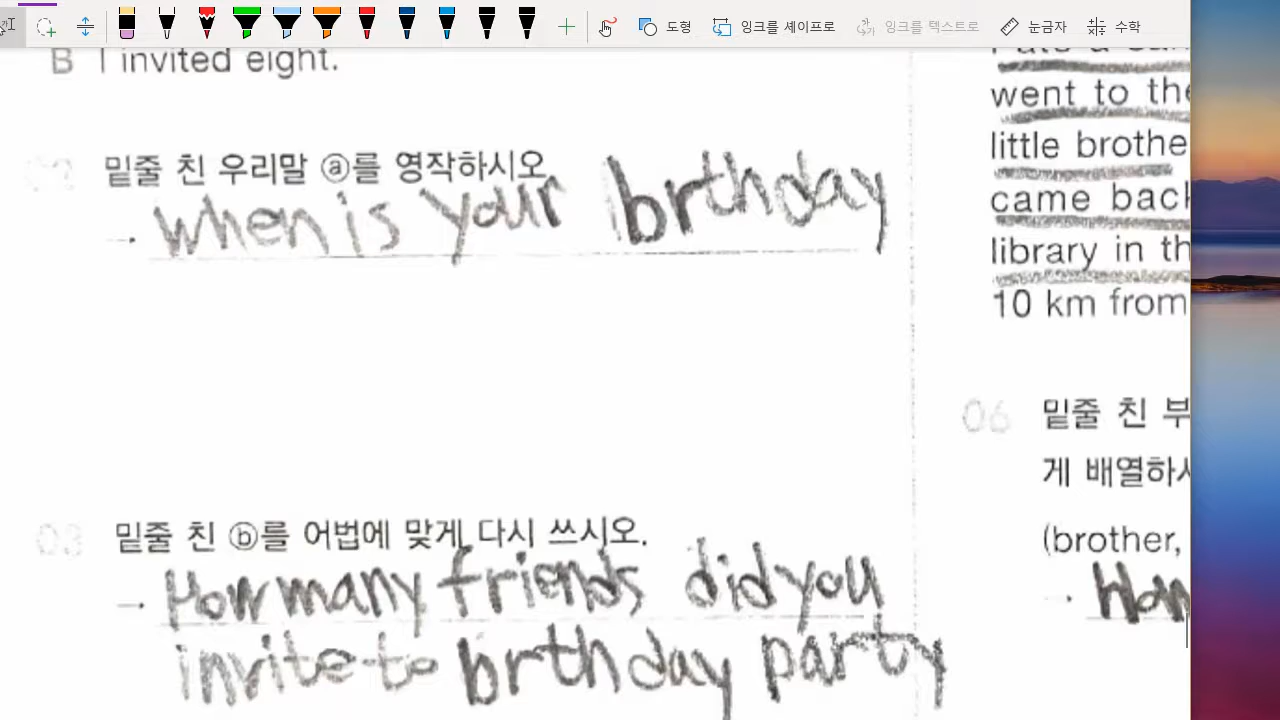 도형
잉크를 셰이프로
잉크를 텍스트로
눈금자
수학
B I invited eight.
밑줄 친 우리말 ⓐ를 영작하시오
→ when is your brthday
03 밑줄 친 ⓑ를 어법에 맞게 다시 쓰시오.
→ How many friends did you
invite to brthday party
went to the
little brothe
came back
library in th
10 km from
06 밑줄 친 부
게 배열하시
(brother,